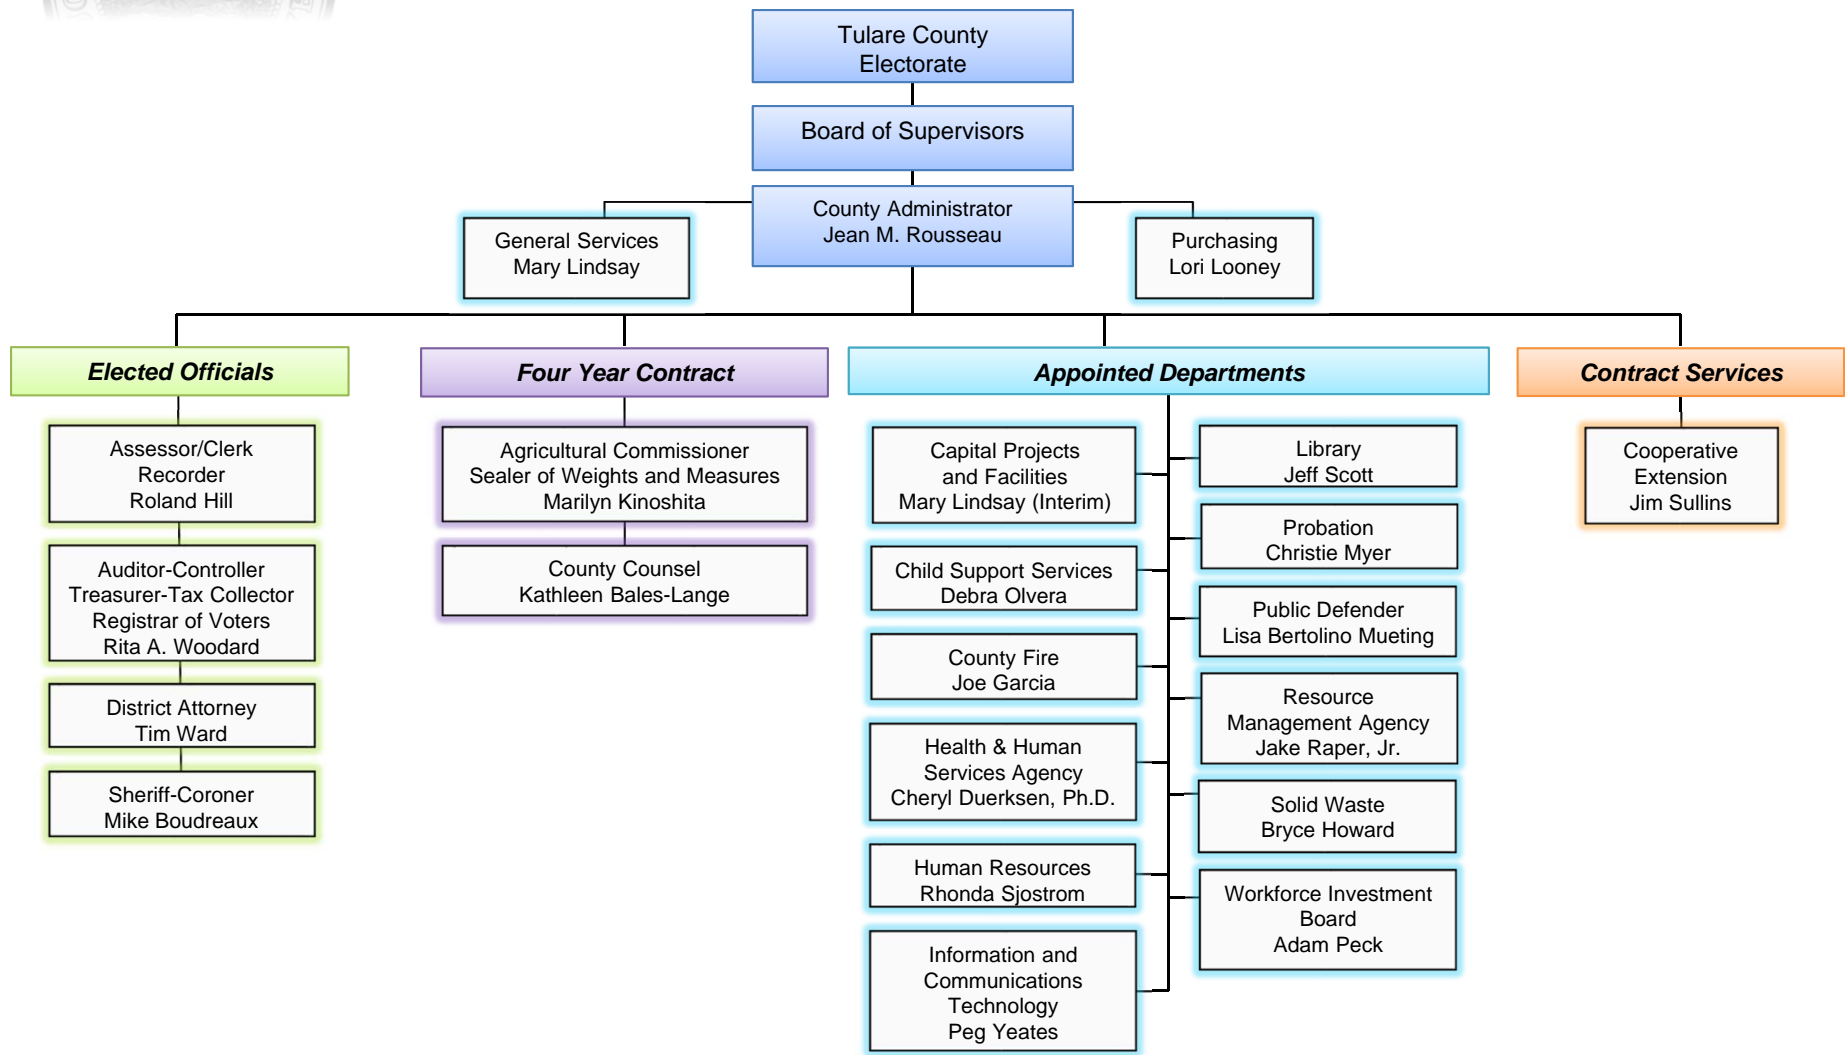 Tulare County
Electorate
Board of Supervisors
County Administrator
Jean M. Rousseau
General Services
Mary Lindsay
Purchasing
Lori Looney
Elected Officials
Assessor/Clerk
Recorder
Roland Hill
Auditor-Controller
Treasurer-Tax Collector
Registrar of Voters
Rita A. Woodard
District Attorney
Tim Ward
Sheriff-Coroner
Mike Boudreaux
Four Year Contract
Agricultural Commissioner
Sealer of Weights and Measures
Marilyn Kinoshita
County Counsel
Kathleen Bales-Lange
Appointed Departments
Capital Projects
and Facilities
Mary Lindsay (Interim)
Child Support Services
Debra Olvera
County Fire
Joe Garcia
Health & Human
Services Agency
Cheryl Duerksen, Ph.D.
Human Resources
Rhonda Sjostrom
Information and
Communications
Technology
Peg Yeates
Library
Jeff Scott
Probation
Christie Myer
Public Defender
Lisa Bertolino Mueting
Resource
Management Agency
Jake Raper, Jr.
Solid Waste
Bryce Howard
Workforce Investment
Board
Adam Peck
Contract Services
Cooperative
Extension
Jim Sullins